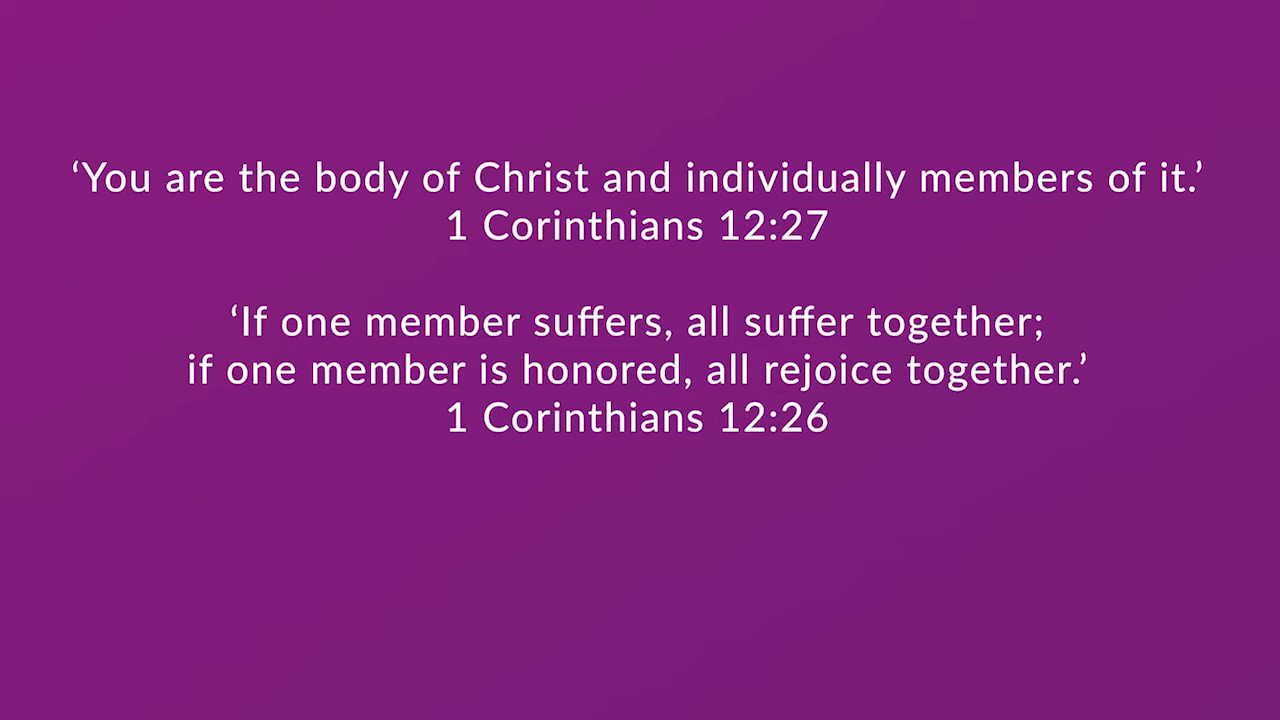 ‘You are the body of Christ and individually members of it.’
1 Corinthians 12:27
‘If one member suffers, all suffer together;
if one member is honored, all rejoice together.’
1 Corinthians 12:26